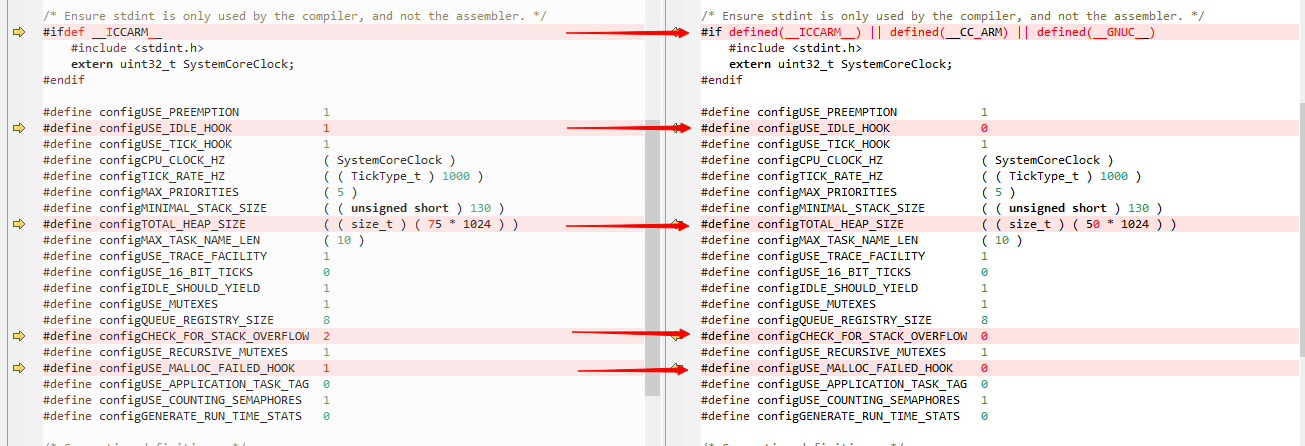 /* Ensure stdint is only used by the compiler, and not the assembler. */
#ifdef __ICCARM__
#include <stdint.h>
extern uint32_t SystemCoreClock;
#endif
#define configUSE_PREEMPTION 1
#define configUSE_IDLE_HOOK 1
#define configUSE_TICK_HOOK 1
#define configCPU_CLOCK_HZ ( SystemCoreClock )
#define configTICK_RATE_HZ ( ( TickType_t ) 1000 )
#define configMAX_PRIORITIES ( 5 )
#define configMINIMAL_STACK_SIZE ( ( unsigned short ) 130 )
#define configTOTAL_HEAP_SIZE ( ( size_t ) ( 75 * 1024 ) )
#define configMAX_TASK_NAME_LEN ( 10 )
#define configUSE_TRACE_FACILITY 1
#define configUSE_16_BIT_TICKS 0
#define configIDLE_SHOULD_YIELD 1
#define configUSE_MUTEXES 1
#define configQUEUE_REGISTRY_SIZE 8
#define configCHECK_FOR_STACK_OVERFLOW 2
#define configUSE_RECURSIVE_MUTEXES 1
#define configUSE_MALLOC_FAILED_HOOK 1
#define configUSE_APPLICATION_TASK_TAG 0
#define configUSE_COUNTING_SEMAPHORES 1
#define configGENERATE_RUN_TIME_STATS 0
/* Ensure stdint is only used by the compiler, and not the assembler. */
#if defined(__ICCARM__) || defined(__CC_ARM) || defined(__GNUC__)
#include <stdint.h>
extern uint32_t SystemCoreClock;
#endif
#define configUSE_PREEMPTION 1
#define configUSE_IDLE_HOOK 0
#define configUSE_TICK_HOOK 1
#define configCPU_CLOCK_HZ ( SystemCoreClock )
#define configTICK_RATE_HZ ( ( TickType_t ) 1000 )
#define configMAX_PRIORITIES ( 5 )
#define configMINIMAL_STACK_SIZE ( ( unsigned short ) 130 )
#define configTOTAL_HEAP_SIZE ( ( size_t ) ( 50 * 1024 ) )
#define configMAX_TASK_NAME_LEN ( 10 )
#define configUSE_TRACE_FACILITY 1
#define configUSE_16_BIT_TICKS 0
#define configIDLE_SHOULD_YIELD 1
#define configUSE_MUTEXES 1
#define configQUEUE_REGISTRY_SIZE 8
#define configCHECK_FOR_STACK_OVERFLOW 0
#define configUSE_RECURSIVE_MUTEXES 1
#define configUSE_MALLOC_FAILED_HOOK 0
#define configUSE_APPLICATION_TASK_TAG 0
#define configUSE_COUNTING_SEMAPHORES 1
#define configGENERATE_RUN_TIME_STATS 0